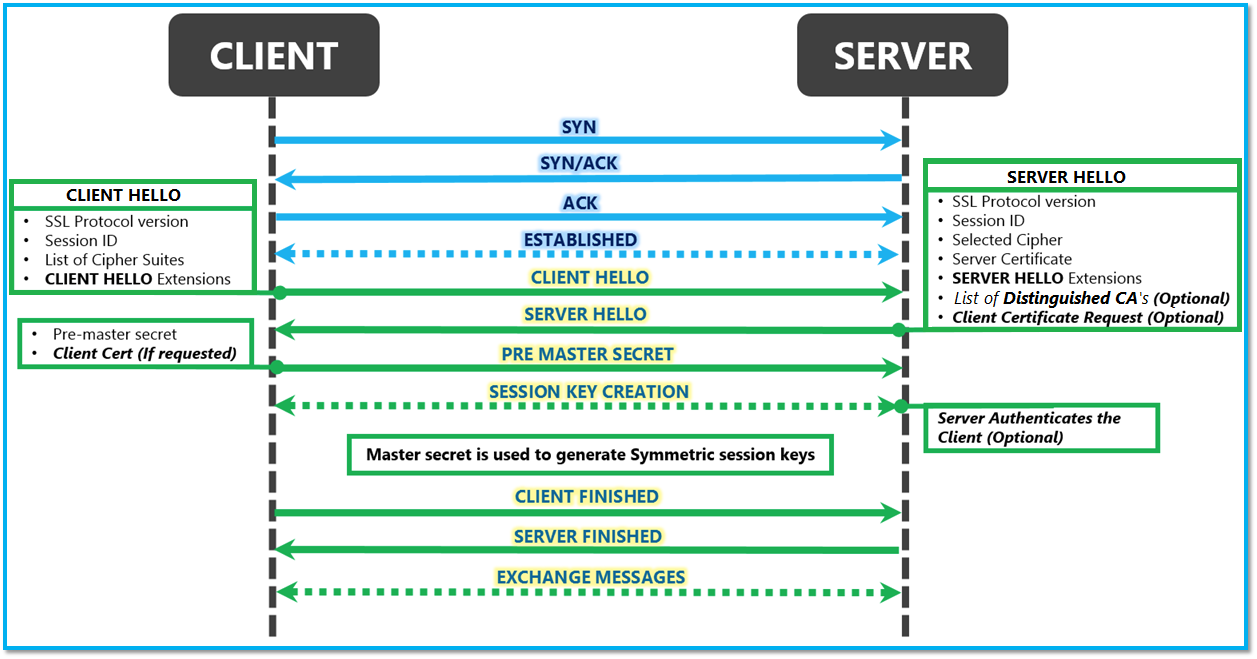 CLIENT
SERVER
SYN
SYN/ACK
ACK
ESTABLISHED
CLIENT HELLO
• SSL Protocol version
• Session ID
• List of Cipher Suites
• CLIENT HELLO Extensions
SERVER HELLO
• SSL Protocol version
• Session ID
• Selected Cipher
• Server Certificate
• SERVER HELLO Extensions
• List of Distinguished CA's (Optional)
• Client Certificate Request (Optional)
CLIENT HELLO
SERVER HELLO
• Pre-master secret
• Client Cert (If requested)
PRE MASTER SECRET
SESSION KEY CREATION
Server Authenticates the
Client (Optional)
Master secret is used to generate Symmetric session keys
CLIENT FINISHED
SERVER FINISHED
EXCHANGE MESSAGES